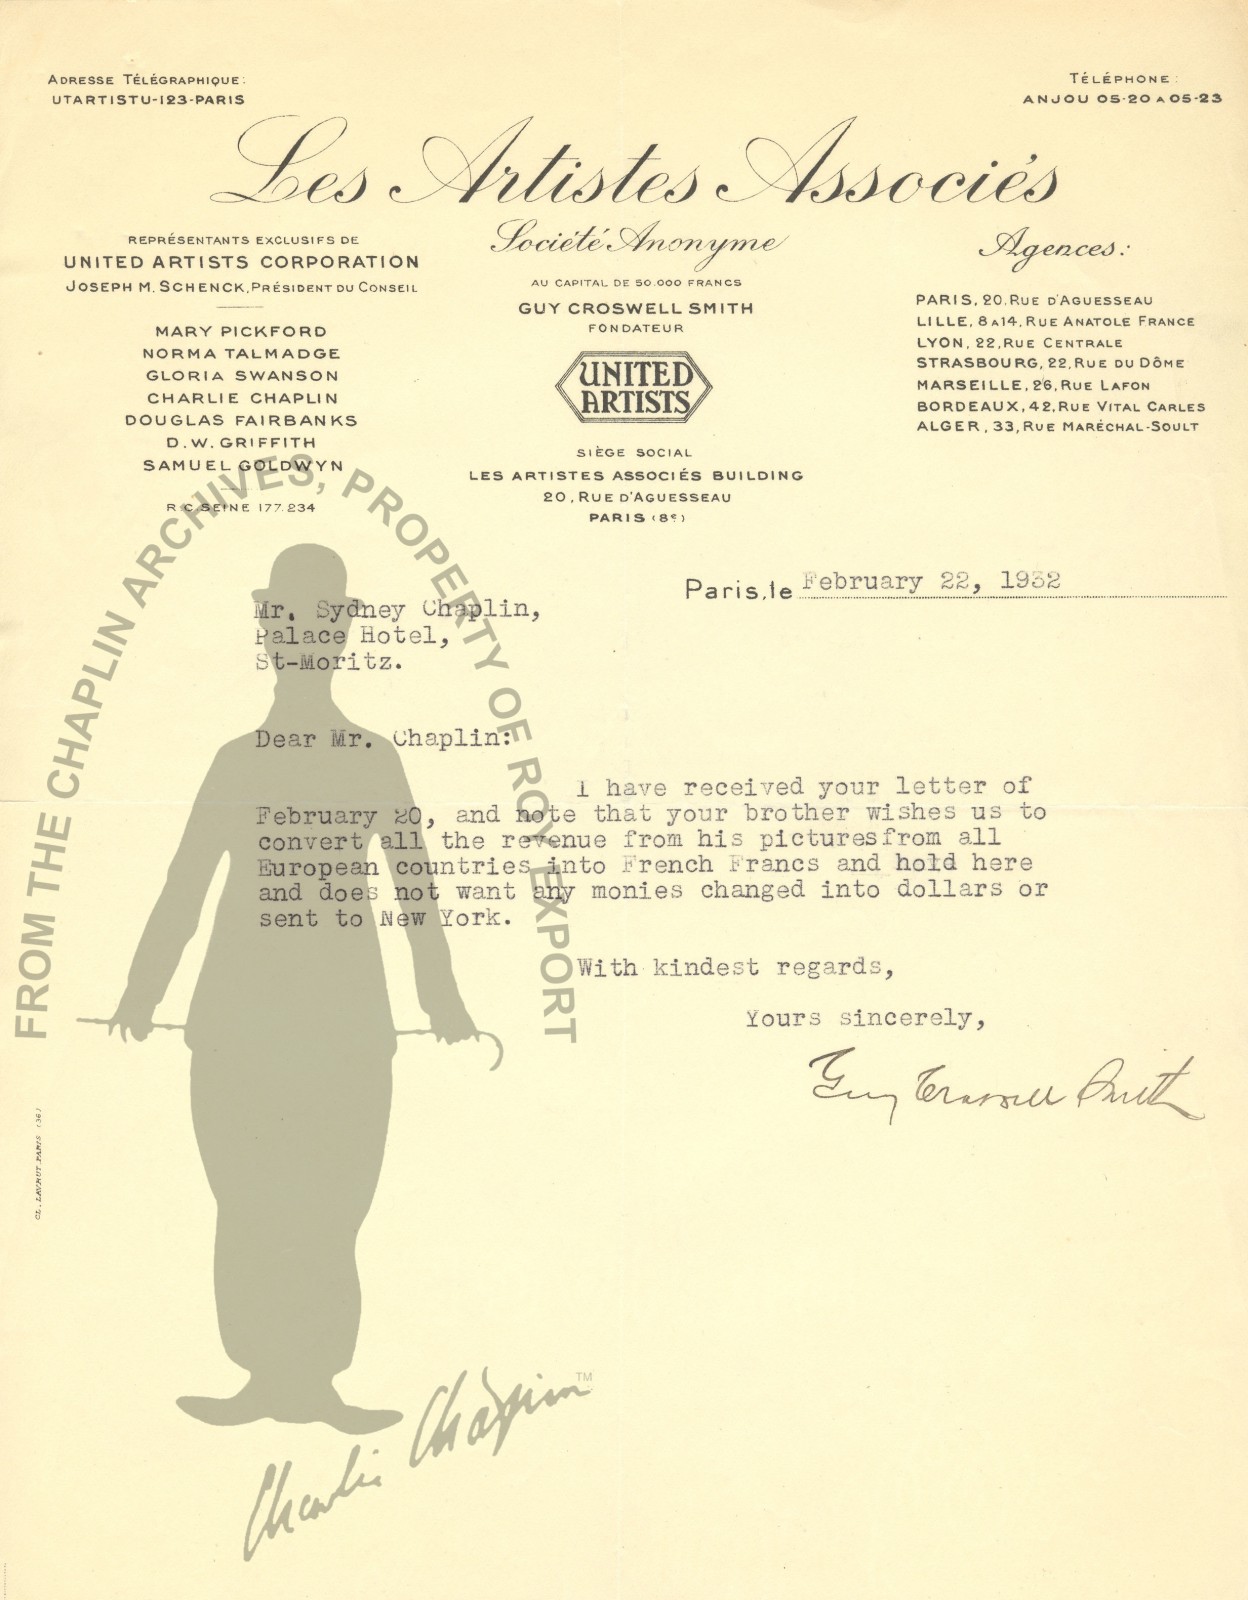 ADRESSE TÉLÉGRAPHIQUE:
UTARTISTU-123-PARIS
TÉLÉPHONE:
ANJOU 05-20 A 05-23
Les Artistes Associés
Société Anonyme
AU CAPITAL DE 50.000 FRANCS
GUY CROSWELL SMITH
FONDATEUR
UNITED
ARTISTS
SIÈGE SOCIAL
LES ARTISTES ASSOCIÉS BUILDING
20, RUE D'AGUESSEAU
PARIS (8e)
REPRÉSENTANTS EXCLUSIFS DE
UNITED ARTISTS CORPORATION
JOSEPH M. SCHENCK, PRÉSIDENT DU CONSEIL
MARY PICKFORD
NORMA TALMADGE
GLORIA SWANSON
CHARLIE CHAPLIN
DOUGLAS FAIRBANKS
D.W. GRIFFITH
SAMUEL GOLDWYN
R.C. SEINE 177.234
Agences:
PARIS, 20, RUE D'AGUESSEAU
LILLE, 8 A 14, RUE ANATOLE FRANCE
LYON, 22, RUE CENTRALE
STRASBOURG, 22, RUE DU DÔME
MARSEILLE, 26, RUE LAFON
BORDEAUX, 42, RUE VITAL CARLES
ALGER, 33, RUE MARÉCHAL-SOULT
Paris, le February 22, 1932
Mr. Sydney Chaplin,
Palace Hotel,
St-Moritz.
Dear Mr. Chaplin:
I have received your letter of
February 20, and note that your brother wishes us to
convert all the revenue from his picturesfrom all
European countries into French Francs and hold here
and does not want any monies changed into dollars or
sent to New York.
With kindest regards,
Yours sincerely,
Guy Croswell Smith
CL. LAVRUT. PARIS (36)
FROM THE CHAPLIN ARCHIVES, PROPERTY OF ROY EXPORT
Charlie Chaplin TM